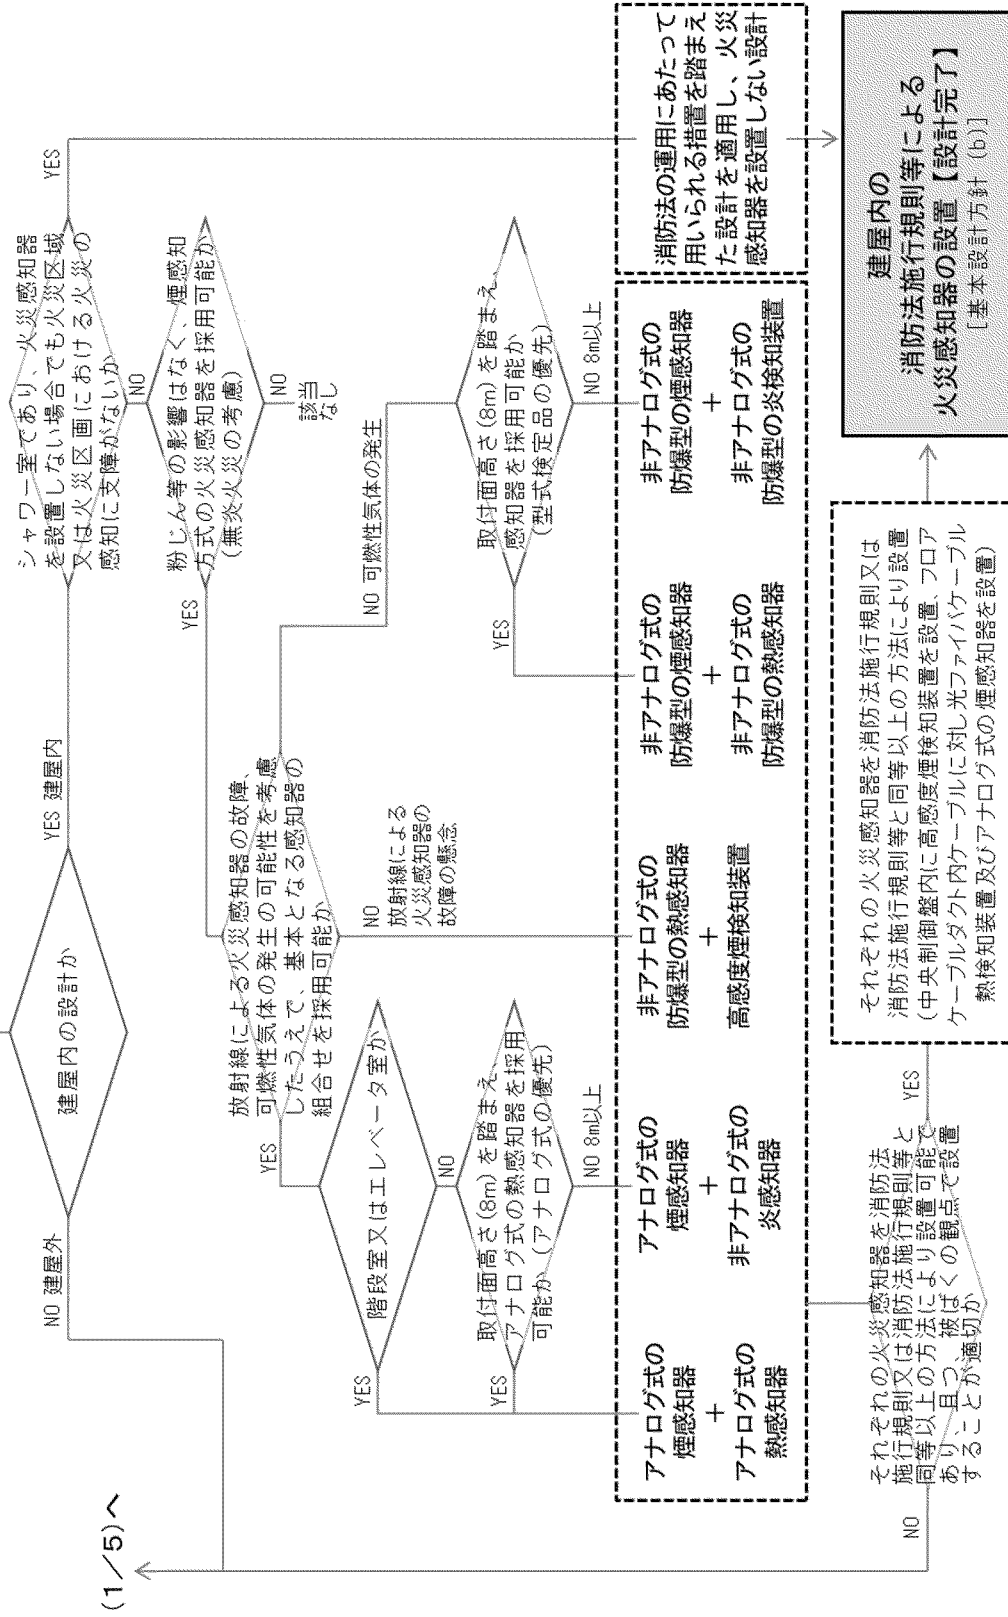 (1/5)へ
建屋内の設計か
NO 建屋外
YES 建屋内
シャワー室であり、火災感知器
を設置しない場合でも火災区域
又は火災区画における火災の
感知に支障がないか
YES
NO
粉じん等の影響はなく、煙感知
方式の火災感知器を採用可能か
(無炎火災の考慮)
YES
NO
該当
なし
放射線による火災感知器の故障、
可燃性気体の発生の可能性を考慮
したうえで、基本となる感知器の
組合せを採用可能か
YES
NO
放射線による
火災感知器の
故障の懸念
NO 可燃性気体の発生
階段室又はエレベータ室か
YES
NO
取付面高さ(8m)を踏まえ、
アナログ式の熱感知器を採用
可能か (アナログ式の優先)
YES
NO 8m以上
取付面高さ(8m)を踏まえ、
感知器を採用可能か
(型式検定品の優先)
YES
NO 8m以上
アナログ式の
煙感知器
+
アナログ式の
熱感知器
アナログ式の
煙感知器
+
非アナログ式の
炎感知器
非アナログ式の
防爆型の熱感知器
+
高感度煙検知装置
非アナログ式の
防爆型の煙感知器
+
非アナログ式の
防爆型の熱感知器
非アナログ式の
防爆型の煙感知器
+
非アナログ式の
防爆型の炎検知装置
消防法の運用にあたって
用いられる措置を踏まえ
た設計を適用し、火災
感知器を設置しない設計
それぞれの火災感知器を消防法
施行規則又は消防法施行規則等と
同等以上の方法により設置可能で
あり、且つ、被ばくの観点で設置
することが適切か
NO
YES
それぞれの火災感知器を消防法施行規則又は
消防法施行規則等と同等以上の方法により設置
(中央制御盤内に高感度煙検知装置を設置、フロア
ケーブルダクト内ケーブルに対し光ファイバケーブル
熱検知装置及びアナログ式の煙感知器を設置)
建屋内の
消防法施行規則等による
火災感知器の設置【設計完了】
[基本設計方針 (b)]